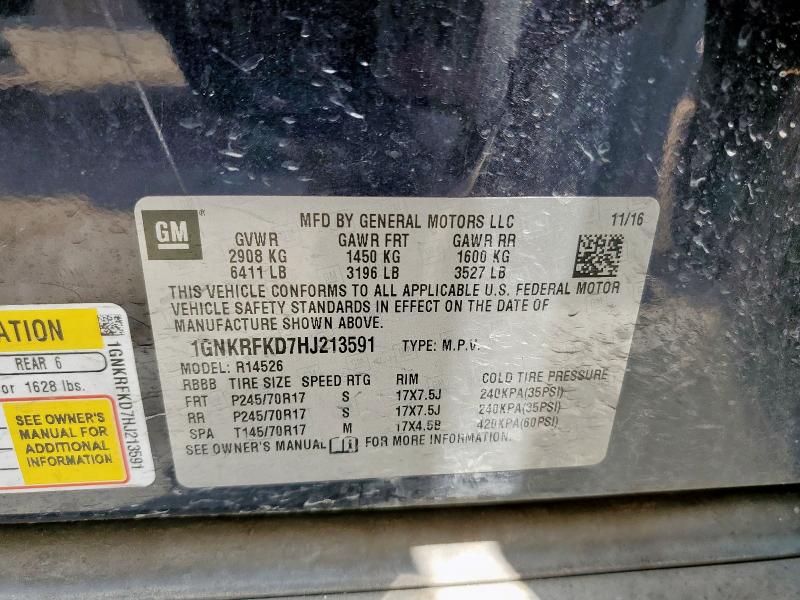 GM
MFD BY GENERAL MOTORS LLC 11/16
GVWR GAWR FRT GAWR RR
2908 KG 1450 KG 1600 KG
6411 LB 3196 LB 3527 LB
THIS VEHICLE CONFORMS TO ALL APPLICABLE U.S. FEDERAL MOTOR
VEHICLE SAFETY STANDARDS IN EFFECT ON THE DATE OF
MANUFACTURE SHOWN ABOVE.
1GNKRFKD7HJ213591 TYPE: M.P.V.
MODEL: R14526
RBBB TIRE SIZE SPEED RTG RIM COLD TIRE PRESSURE
FRT P245/70R17 S 17X7.5J 240KPA(35PSI)
RR P245/70R17 S 17X7.5J 240KPA(35PSI)
SPA T145/70R17 M 17X4.5B 420KPA(60PSI)
SEE OWNER'S MANUAL FOR MORE INFORMATION.
ATION
REAR 6
or 1628 lbs.
SEE OWNER'S
MANUAL FOR
ADDITIONAL
INFORMATION
1GNKRFKD7HJ213591